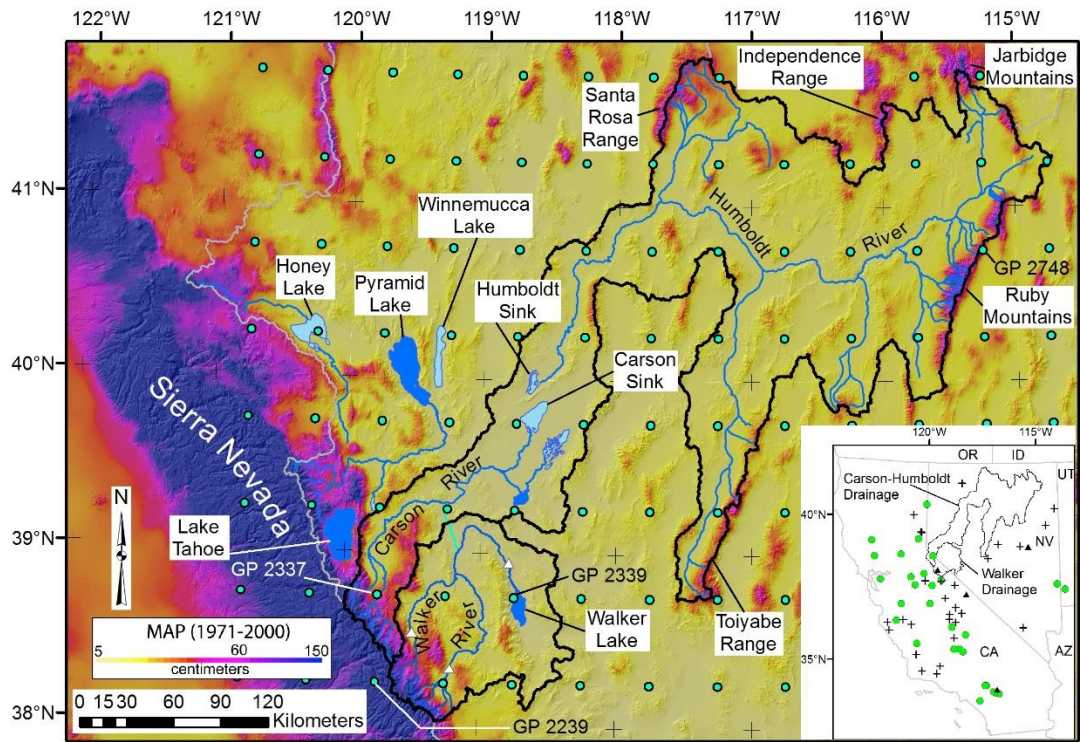 122°W 121°W 120°W 119°W 118°W 117°W 116°W 115°W
Independence
Range
Jarbidge
Mountains
Santa
Rosa
Range
41°N
Winnemucca
Lake
Humboldt
River
Honey
Lake
Pyramid
Lake
Humboldt
Sink
GP 2748
Ruby
Mountains
40°N
Carson
Sink
Sierra Nevada
River
Carson
N
39°N
Lake
Tahoe
GP 2337
GP 2339
Walker
River
Walker
Lake
Toiyabe
Range
MAP (1971-2000)
5 60 150
centimeters
38°N
0 15 30 60 90 120
Kilometers
GP 2239
120°W 115°W
OR ID
Carson-Humboldt
Drainage
UT
40°N
NV
Walker
Drainage
35°N
CA
AZ